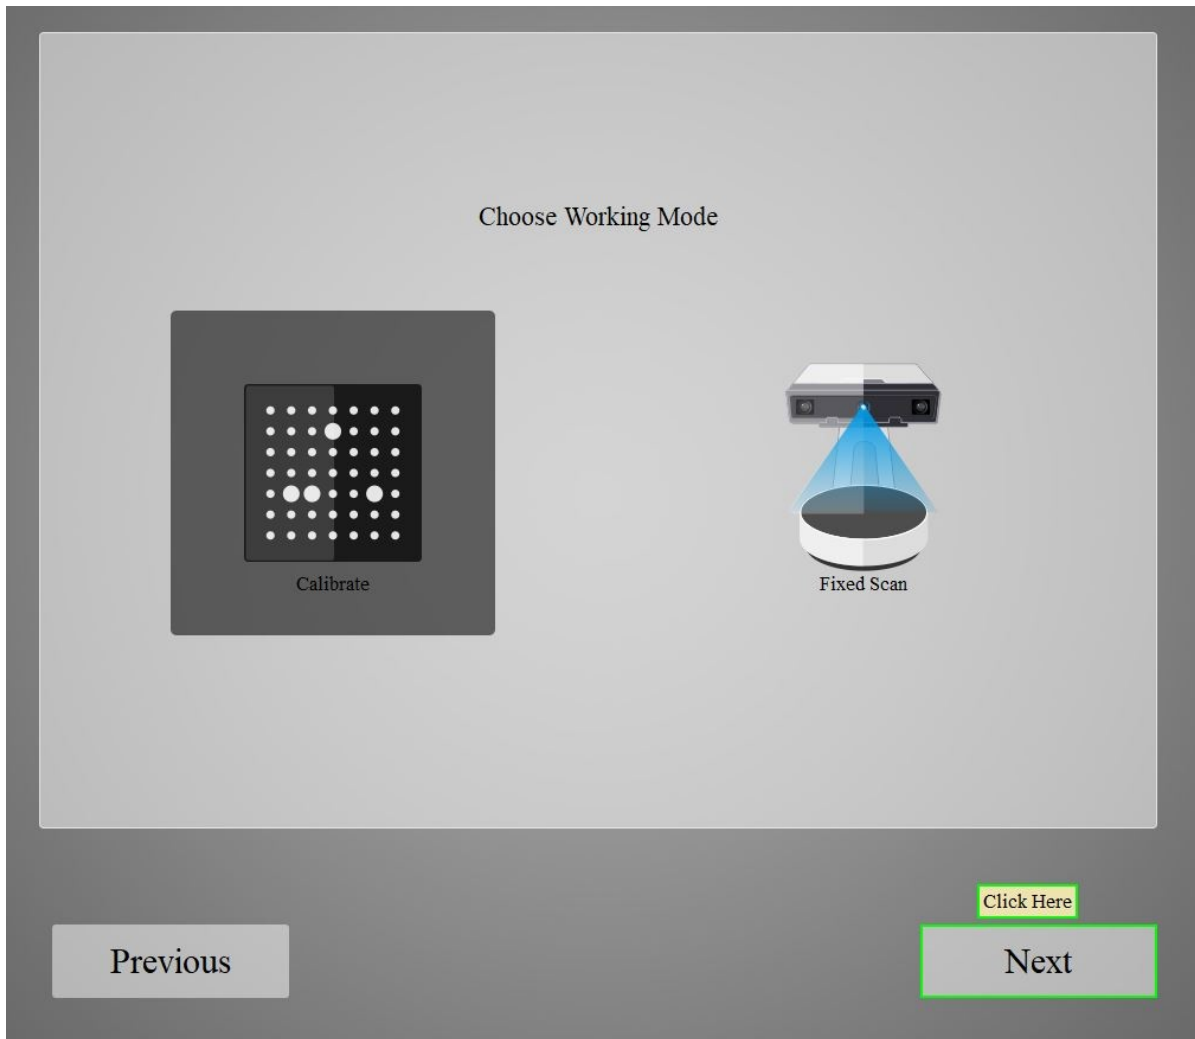 Choose Working Mode
Calibrate
Fixed Scan
Click Here
Previous
Next